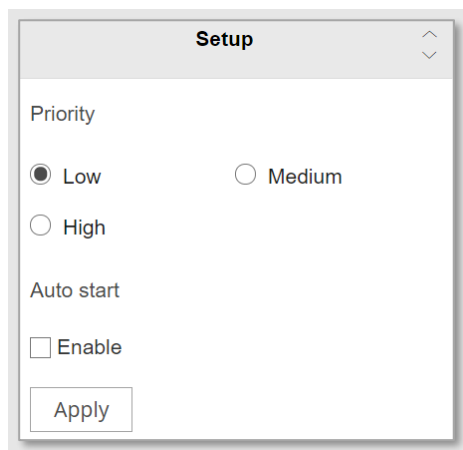 Setup
Priority
Low Medium
High
Auto start
Enable
Apply